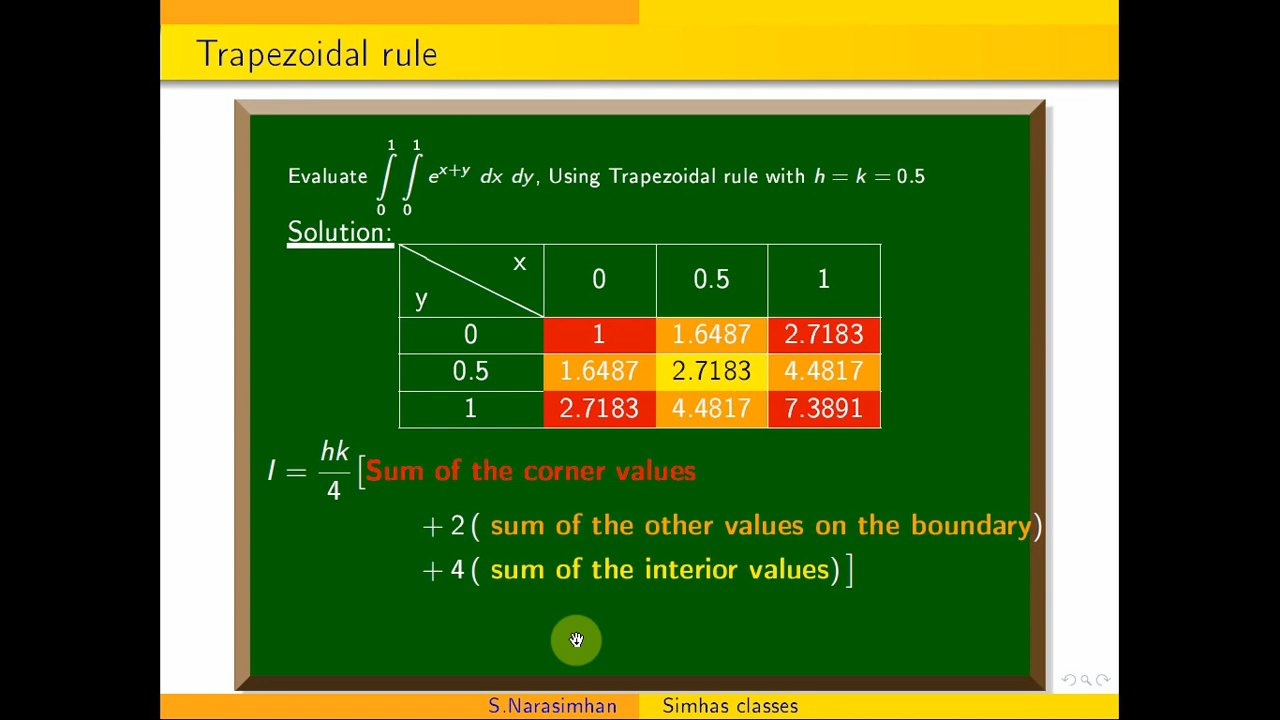 Trapezoidal rule
Evaluate ∫₀¹ ∫₀¹ e^{x+y} dx dy, Using Trapezoidal rule with h = k = 0.5
Solution:
x
y
0 0.5 1
0 1 1.6487 2.7183
0.5 1.6487 2.7183 4.4817
1 2.7183 4.4817 7.3891
I = hk/4 [Sum of the corner values
+ 2( sum of the other values on the boundary)
+ 4( sum of the interior values) ]
S.Narasimhan Simhas classes